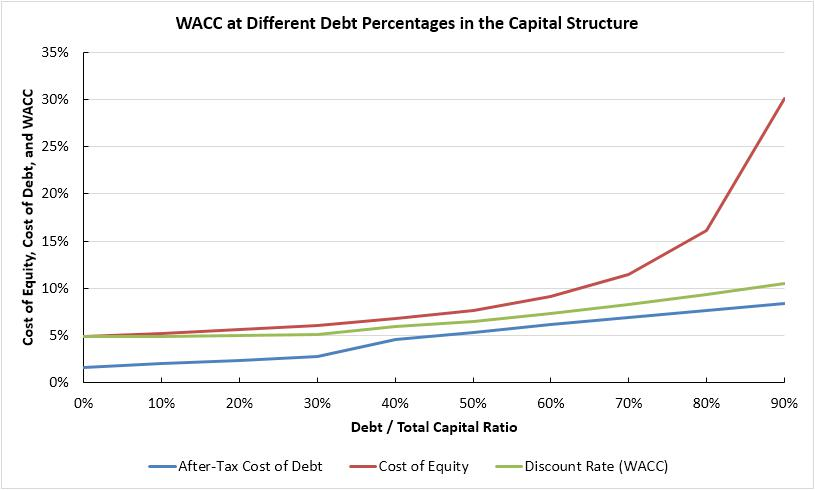 WACC at Different Debt Percentages in the Capital Structure
35%
30%
25%
20%
15%
10%
5%
0%
Cost of Equity, Cost of Debt, and WACC
0% 10% 20% 30% 40% 50% 60% 70% 80% 90%
Debt / Total Capital Ratio
After-Tax Cost of Debt Cost of Equity Discount Rate (WACC)